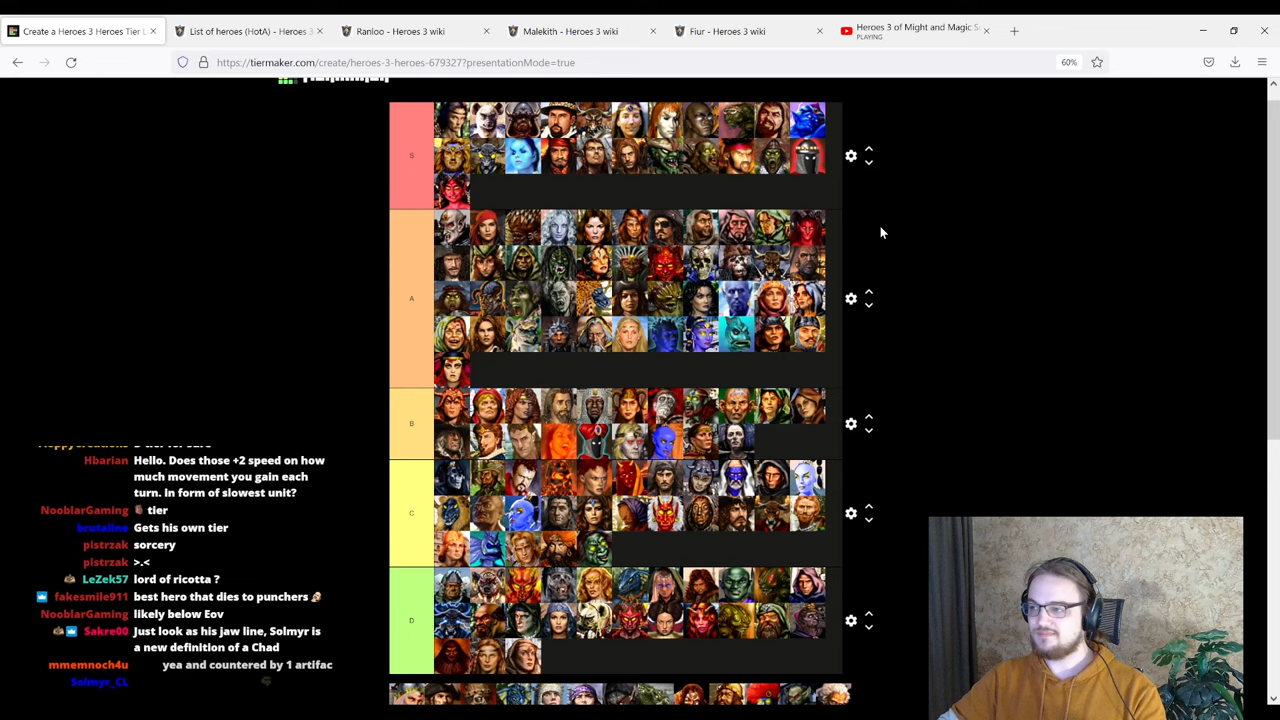 Create a Heroes 3 Heroes Tier L
List of heroes (HotA) - Heroes 3
Ranloo - Heroes 3 wiki
Malekith - Heroes 3 wiki
Fiur - Heroes 3 wiki
Heroes 3 of Might and Magic S
PLAYING
https://tiermaker.com/create/heroes-3-heroes-679327?presentationMode=true
60%
S
A
B
C
D
Hbarian Hello. Does those +2 speed on how
much movement you gain each
turn. in form of slowest unit?
NooblarGaming tier
brutaline Gets his own tier
pistrzak sorcery
pistrzak >.<
LeZek57 lord of ricotta ?
fakesmile911 best hero that dies to punchers
NooblarGaming likely below Eov
Sakre00 Just look as his jaw line, Solmyr is
a new definition of a Chad
mmemnoch4u yea and countered by 1 artifac
Solmyr_CL